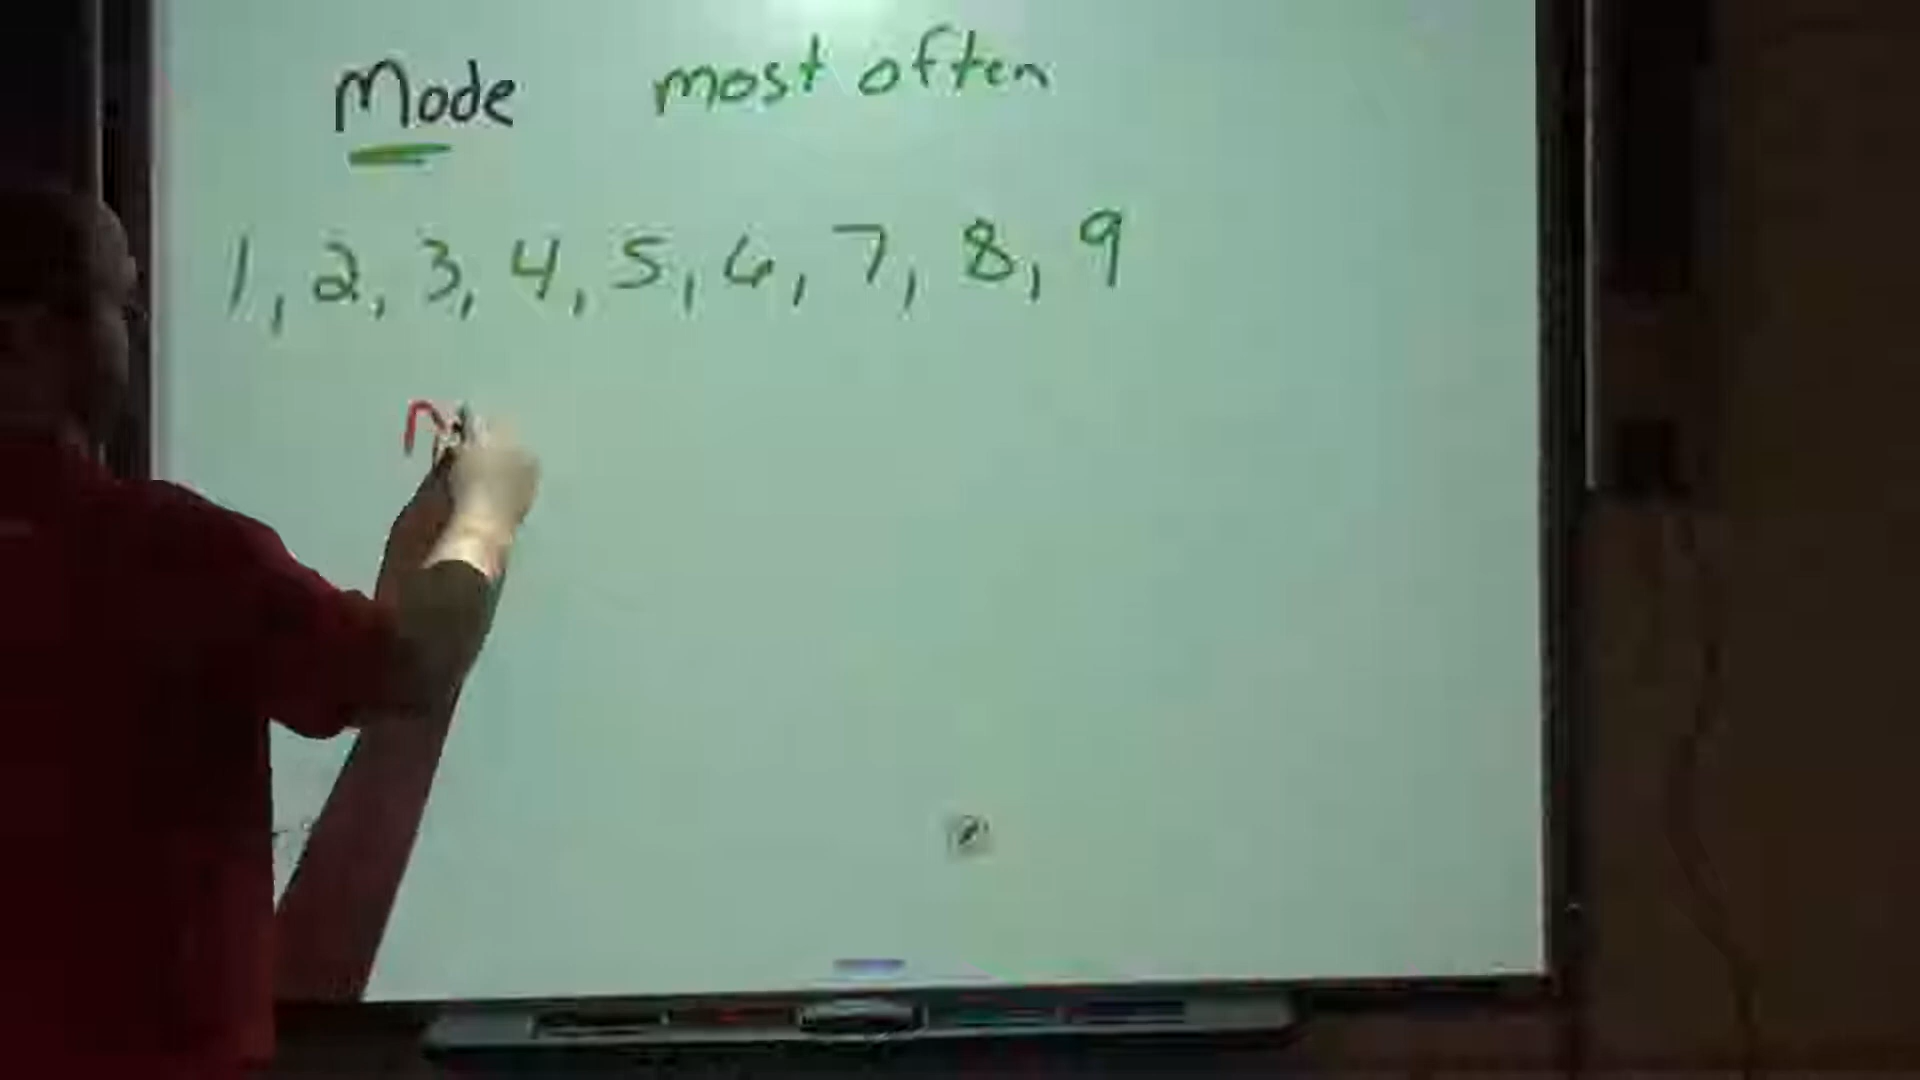 Mode most often
1, 2, 3, 4, 5, 6, 7, 8, 9